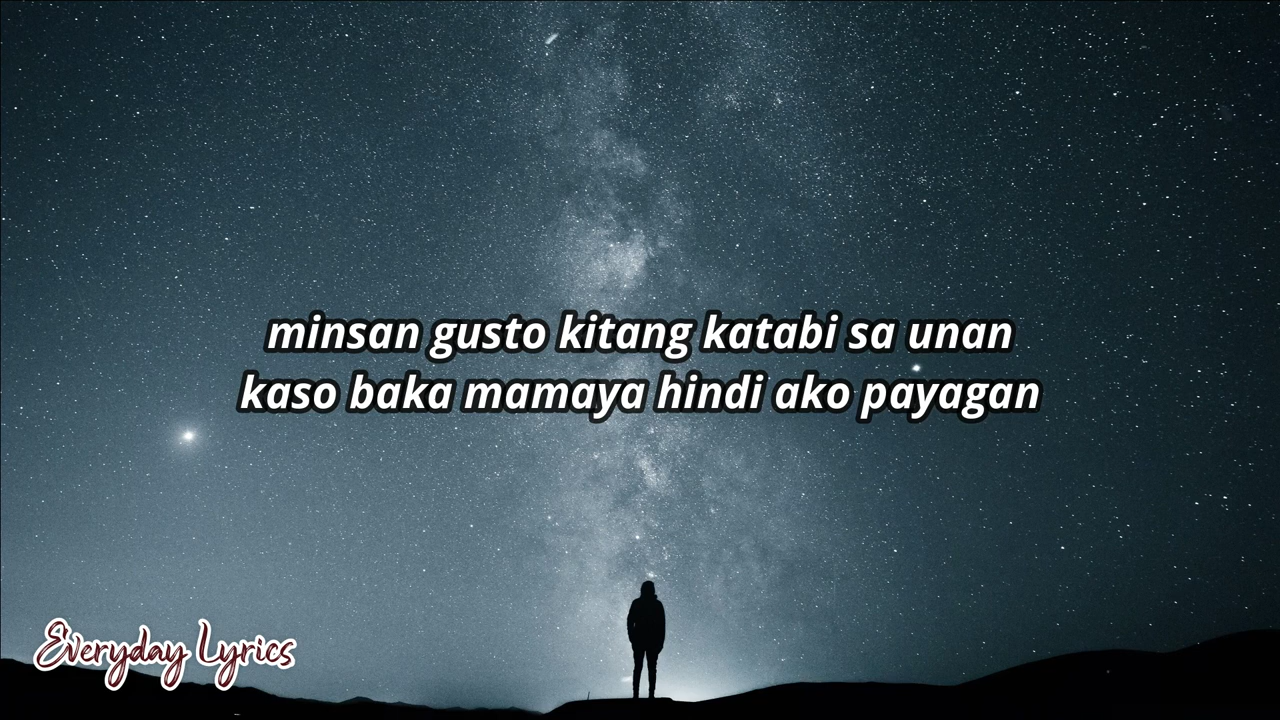 minsan gusto kitang katabi sa unan
kaso baka mamaya hindi ako payagan
Everyday Lyrics